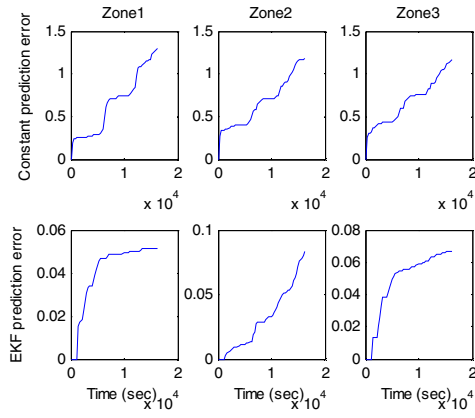 Zone1 Zone2 Zone3
Constant prediction error
1.5 1.5 1.5
1 1 1
0.5 0.5 0.5
0 0 0
0 1 2 0 1 2 0 1 2
x 10^4 x 10^4 x 10^4
EKF prediction error
0.06 0.1 0.08
0.04 0.05 0.06
0.02 0.04
0 0 0.02
0
0 1 2 0 1 2 0 1 2
Time (sec) x 10^4 Time (sec) x 10^4 Time (sec) x 10^4